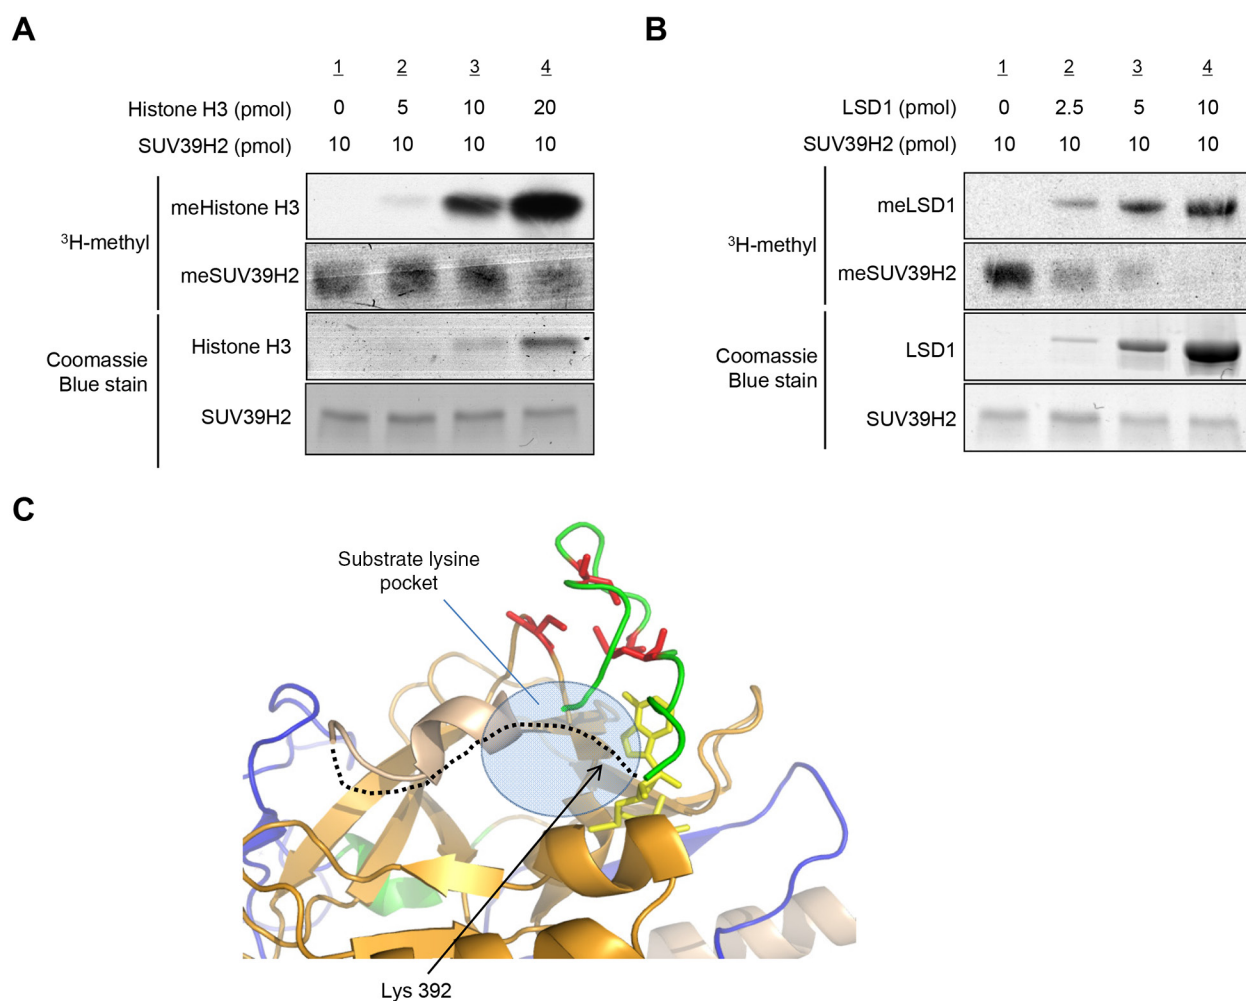 A
1 2 3 4
Histone H3 (pmol) 0 5 10 20
SUV39H2 (pmol) 10 10 10 10
³H-methyl
meHistone H3
meSUV39H2
Coomassie
Blue stain
Histone H3
SUV39H2
B
1 2 3 4
LSD1 (pmol) 0 2.5 5 10
SUV39H2 (pmol) 10 10 10 10
³H-methyl
meLSD1
meSUV39H2
Coomassie
Blue stain
LSD1
SUV39H2
C
Substrate lysine
pocket
Lys 392